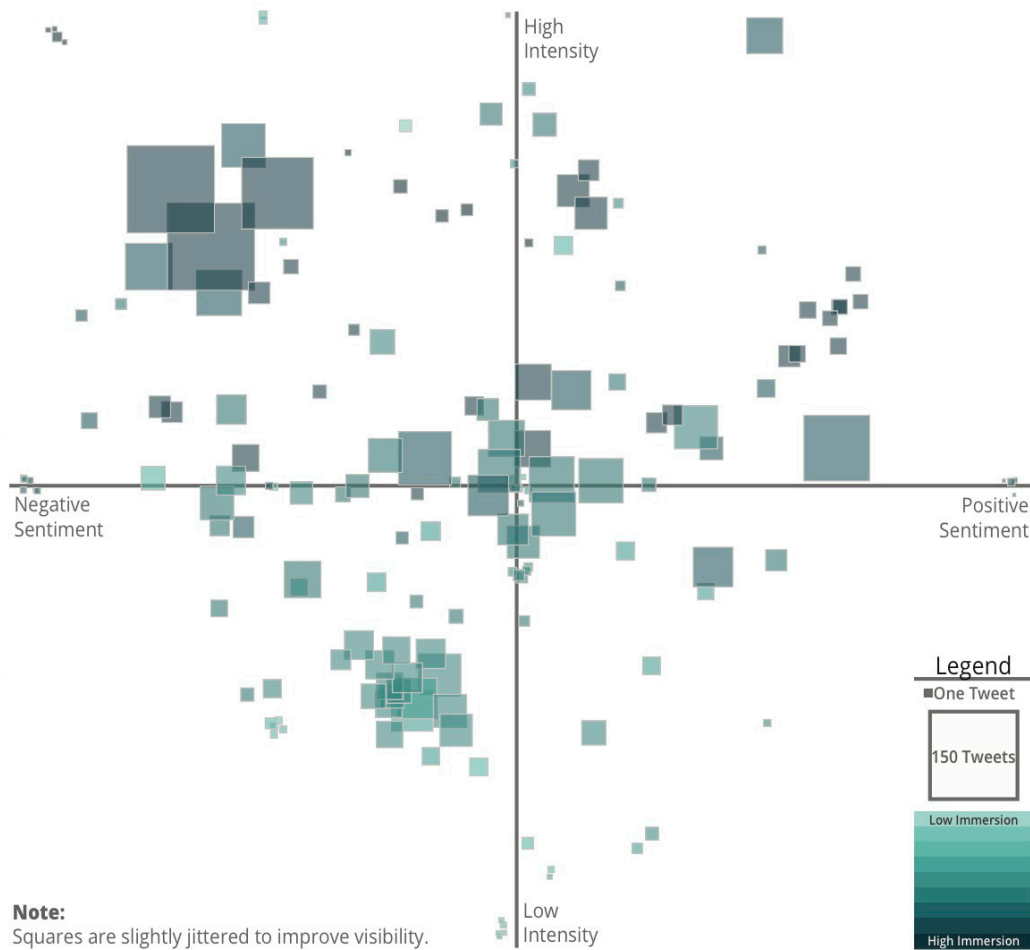 High
Intensity
Negative
Sentiment
Positive
Sentiment
Legend
One Tweet
150 Tweets
Low Immersion
High Immersion
Low
Intensity
Note:
Squares are slightly jittered to improve visibility.